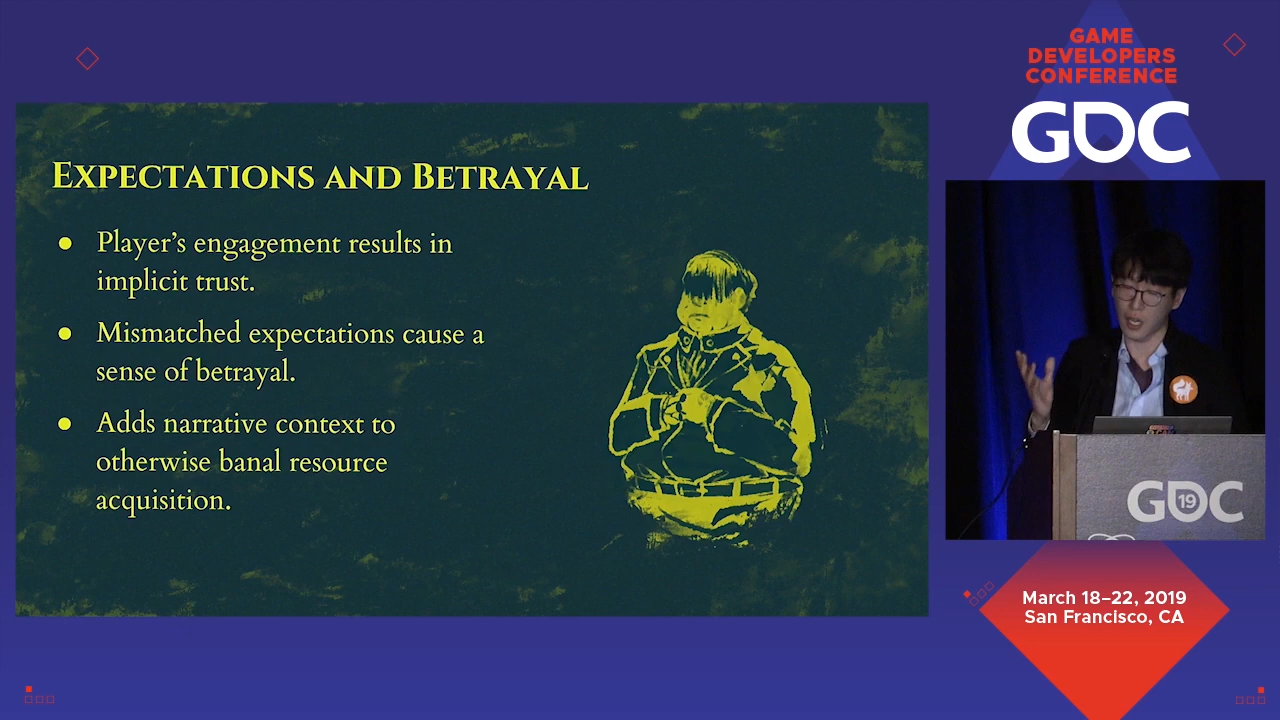 GAME
DEVELOPERS
CONFERENCE
GDC
EXPECTATIONS AND BETRAYAL
● Player’s engagement results in
implicit trust.
● Mismatched expectations cause a
sense of betrayal.
● Adds narrative context to
otherwise banal resource
acquisition.
GDC
19
March 18–22, 2019
San Francisco, CA